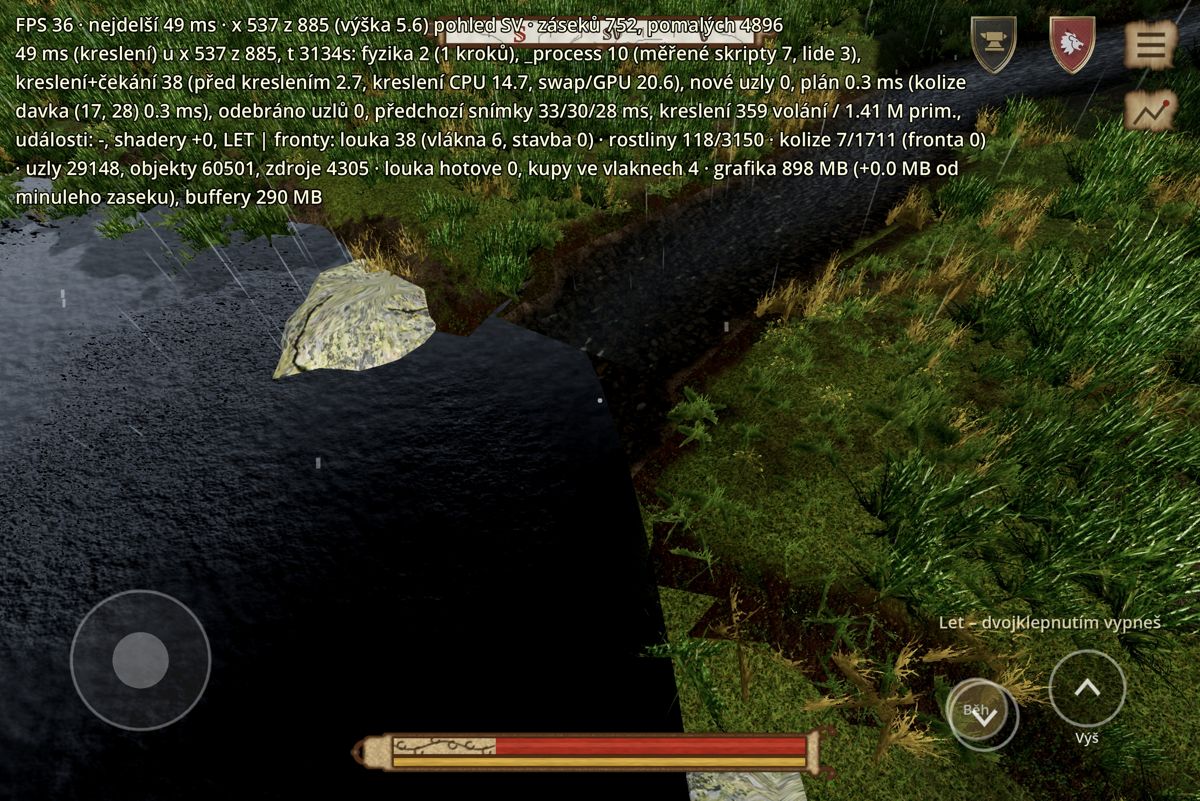 FPS 36 · nejdelší 49 ms · x 537 z 885 (výška 5.6) pohled SV · záseků 752, pomalých 4896
49 ms (kreslení) u x 537 z 885, t 3134s: fyzika 2 (1 kroků), _process 10 (měřené skripty 7, lide 3),
kreslení+čekání 38 (před kreslením 2.7, kreslení CPU 14.7, swap/GPU 20.6), nové uzly 0, plán 0.3 ms (kolize
davka (17, 28) 0.3 ms), odebráno uzlů 0, předchozí snímky 33/30/28 ms, kreslení 359 volání / 1.41 M prim.,
události: -, shadery +0, LET | fronty: louka 38 (vlákna 6, stavba 0) · rostliny 118/3150 · kolize 7/1711 (fronta 0)
· uzly 29148, objekty 60501, zdroje 4305 · louka hotove 0, kupy ve vlaknech 4 · grafika 898 MB (+0.0 MB od
minuleho zaseku), buffery 290 MB
S
Let – dvojklepnutím vypneš
Běh
Výš